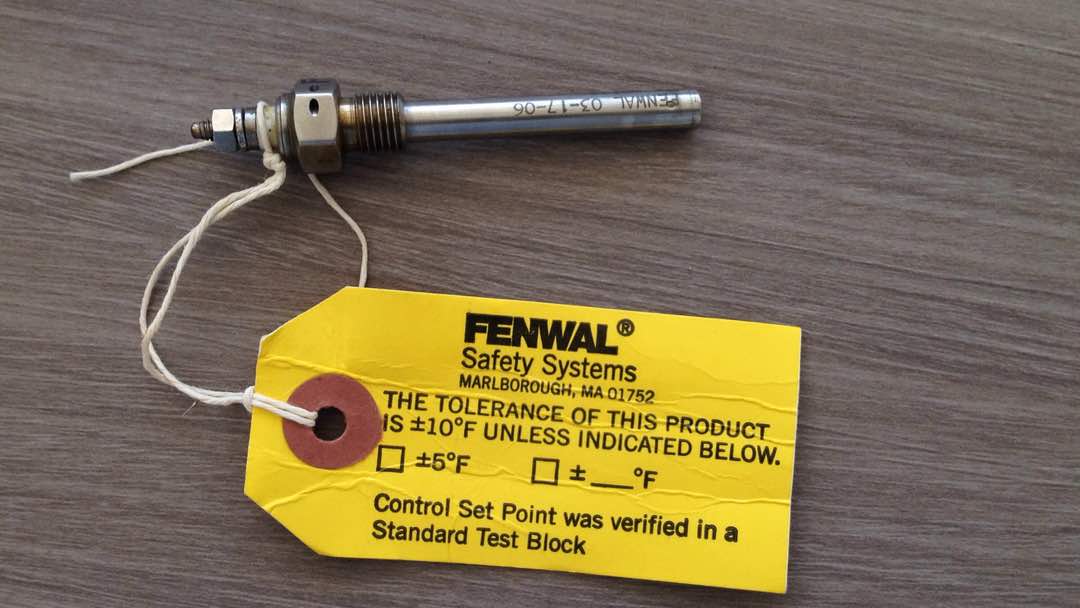 FENWAL 03-17-06
FENWAL®
Safety Systems
MARLBOROUGH, MA 01752
THE TOLERANCE OF THIS PRODUCT
IS ±10°F UNLESS INDICATED BELOW.
±5°F ± ___°F
Control Set Point was verified in a
Standard Test Block